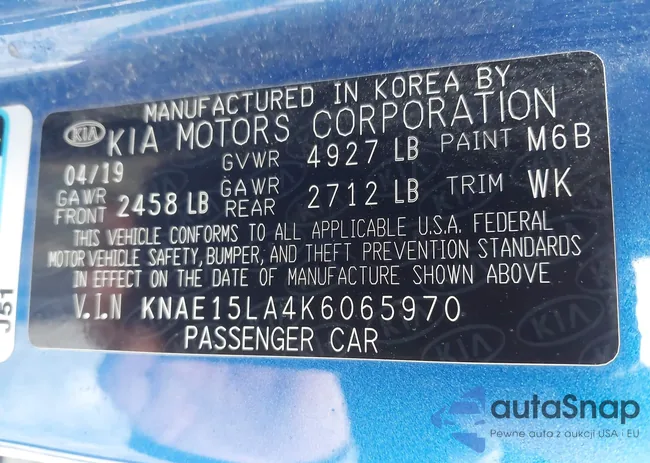 MANUFACTURED IN KOREA BY
KIA KIA MOTORS CORPORATION
04/19 GVWR 4927 LB PAINT M6B
GAWR FRONT 2458 LB GAWR REAR 2712 LB TRIM WK
THIS VEHICLE CONFORMS TO ALL APPLICABLE U.S.A. FEDERAL
MOTOR VEHICLE SAFETY, BUMPER, AND THEFT PREVENTION STANDARDS
IN EFFECT ON THE DATE OF MANUFACTURE SHOWN ABOVE
V.I.N KNAE15LA4K6065970
PASSENGER CAR
J51
autaSnap
Pewne auta z aukcji USA i EU